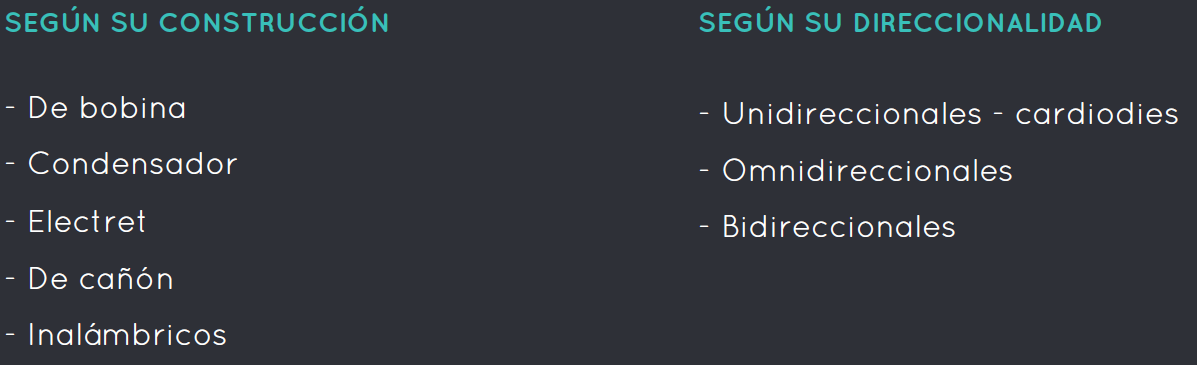 SEGÚN SU CONSTRUCCIÓN
- De bobina
- Condensador
- Electret
- De cañón
- Inalámbricos
SEGÚN SU DIRECCIONALIDAD
- Unidireccionales - cardiodies
- Omnidireccionales
- Bidireccionales